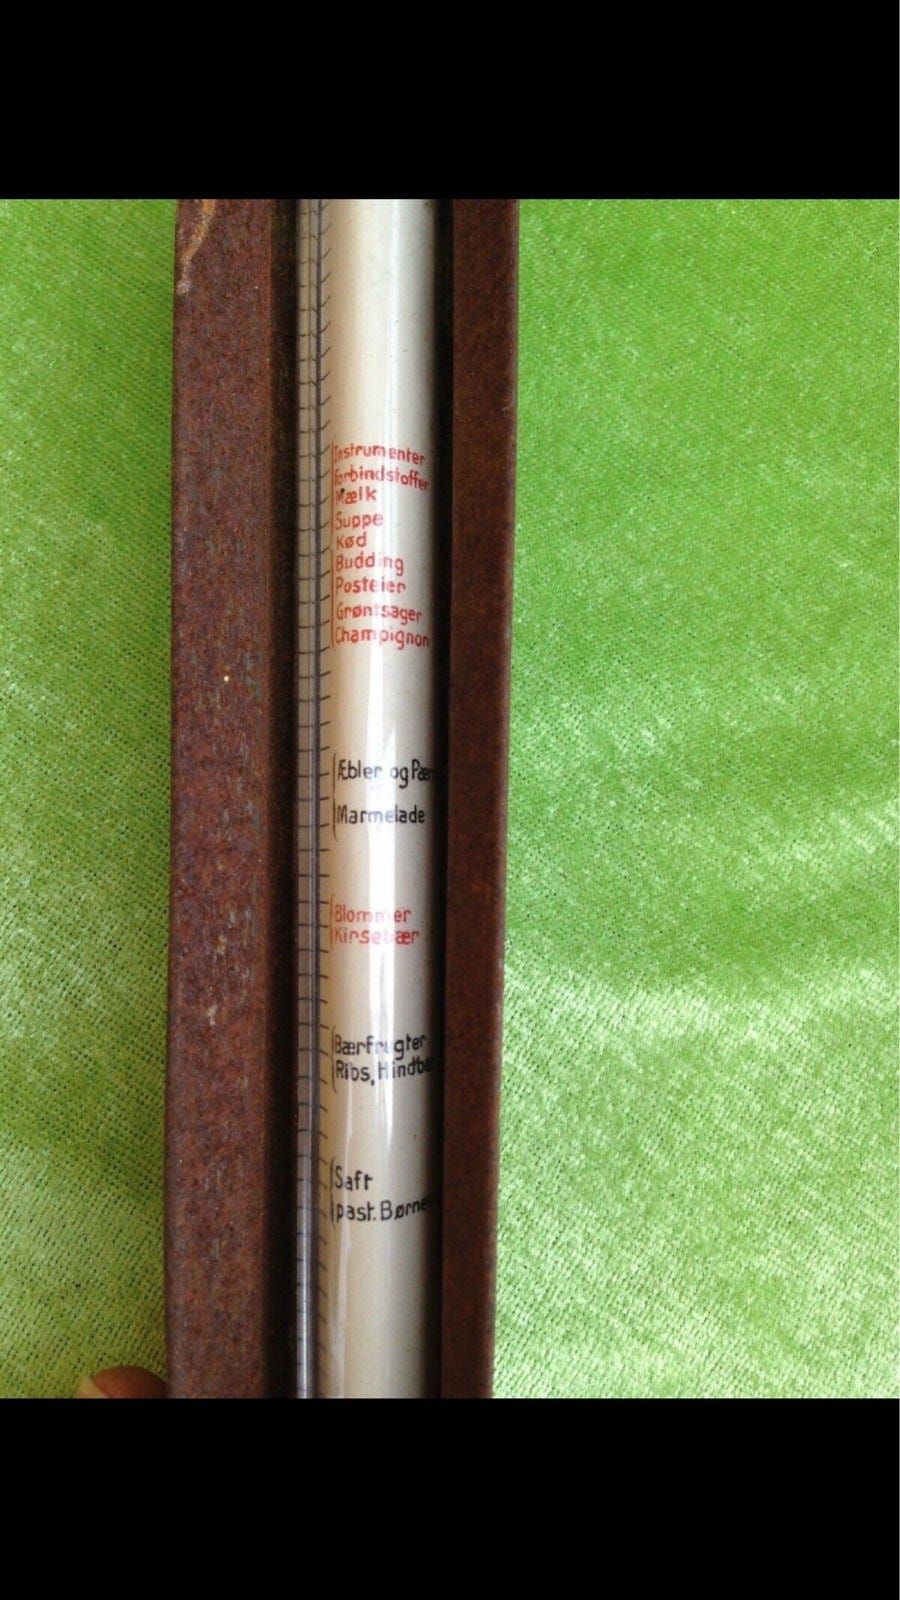 Instrumenter
Forbindstoffer
Mælk
Suppe
Kød
Budding
Posteier
Grøntsager
Champignon
Æbler og Pær
Marmelade
Blommer
Kirsebær
Bærfrugter
Ribs, Hindbæ
Saft
past. Børne